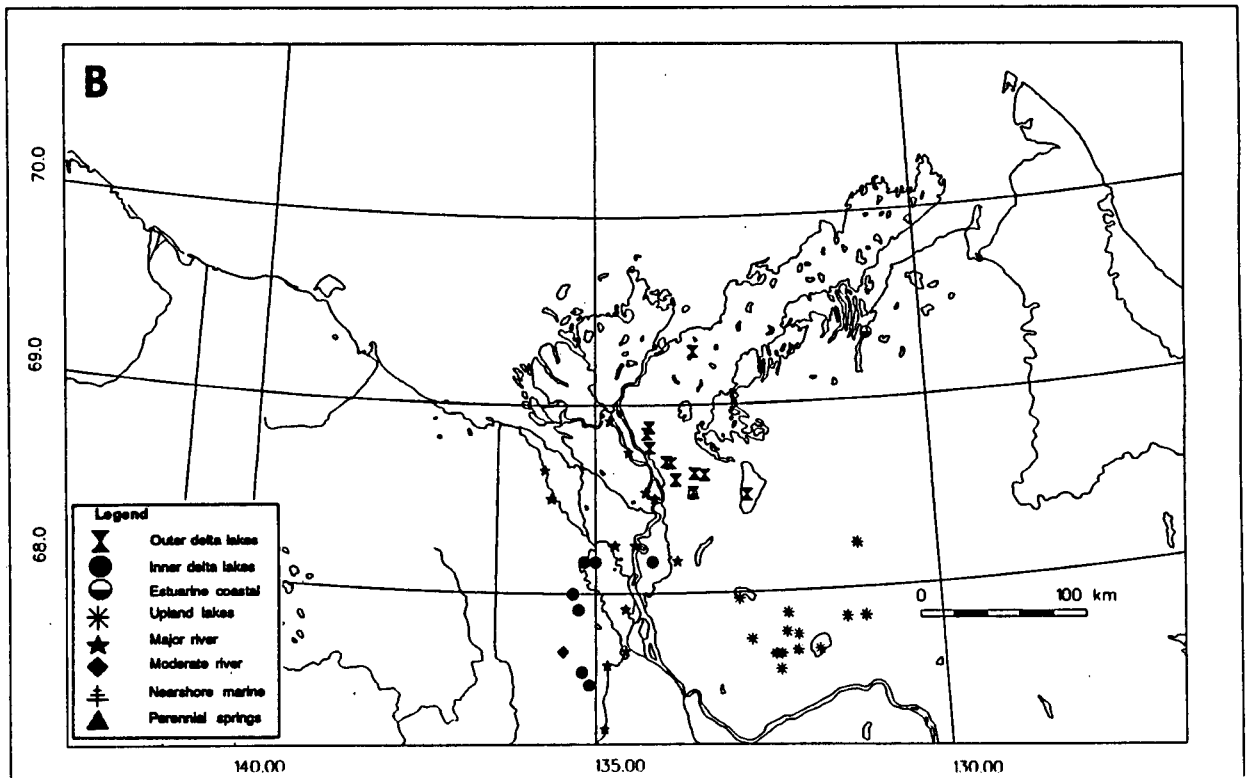 B
70.0
69.0
68.0
Legend
Outer delta lakes
Inner delta lakes
Estuarine coastal
Upland lakes
Major river
Moderate river
Nearshore marine
Perennial springs
0 100 km
140.00 135.00 130.00